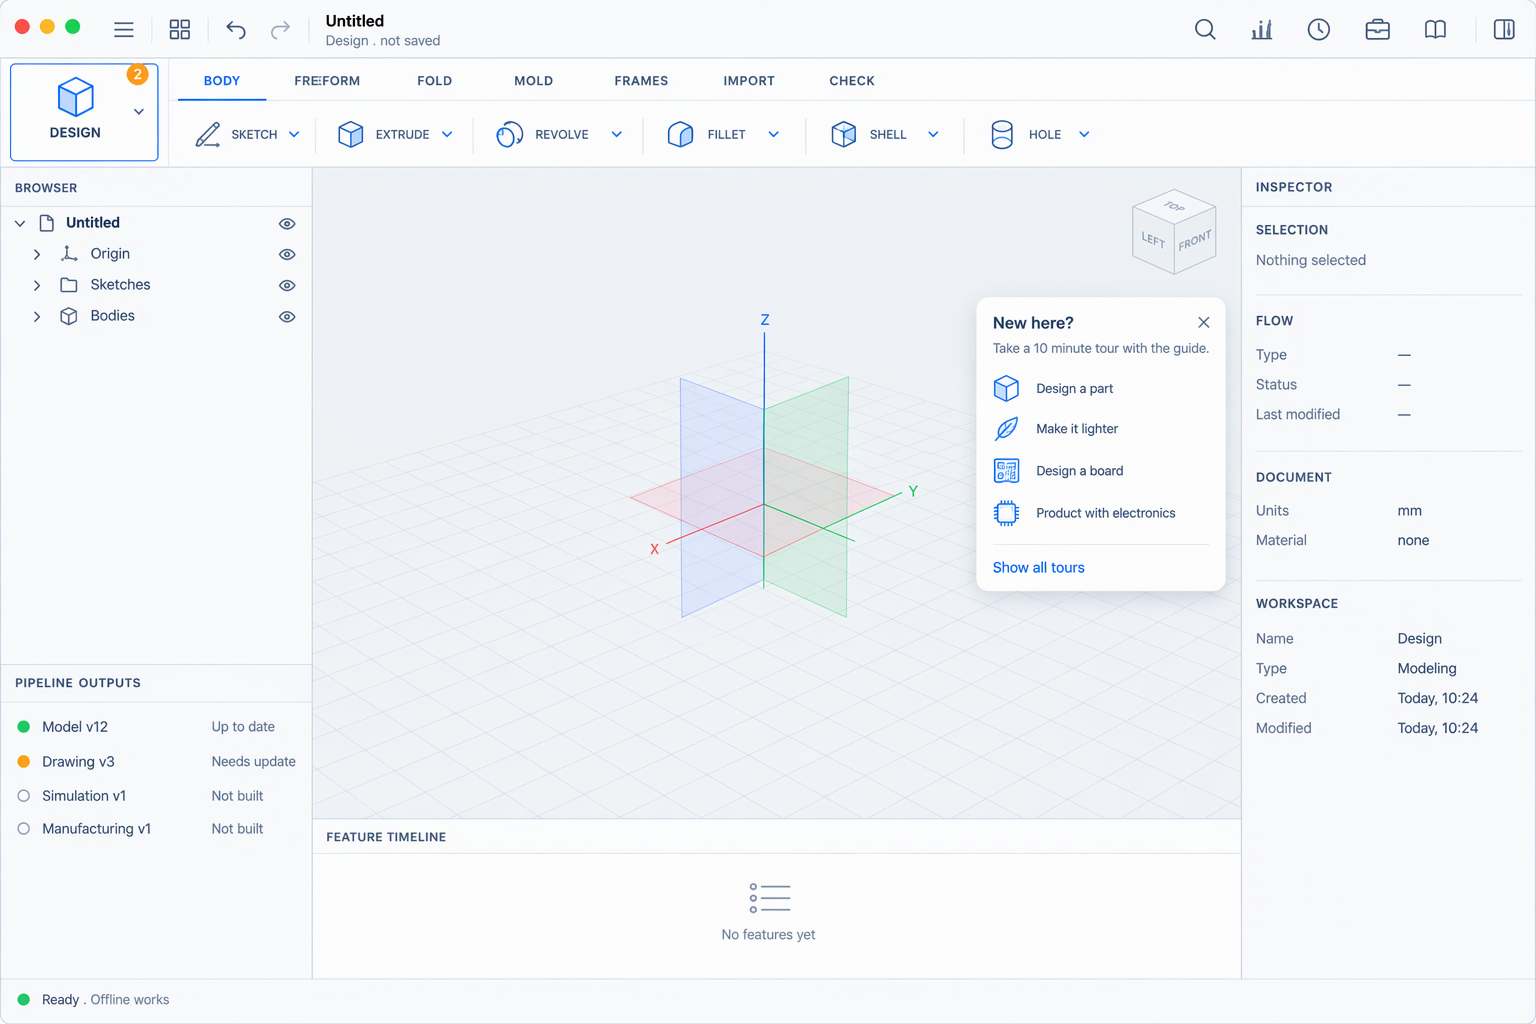 Untitled
Design . not saved
2
DESIGN
BODY
FREEFORM
FOLD
MOLD
FRAMES
IMPORT
CHECK
SKETCH
EXTRUDE
REVOLVE
FILLET
SHELL
HOLE
BROWSER
Untitled
Origin
Sketches
Bodies
PIPELINE OUTPUTS
Model v12 Up to date
Drawing v3 Needs update
Simulation v1 Not built
Manufacturing v1 Not built
Z
Y
X
TOP
LEFT
FRONT
New here?
Take a 10 minute tour with the guide.
Design a part
Make it lighter
Design a board
Product with electronics
Show all tours
FEATURE TIMELINE
No features yet
INSPECTOR
SELECTION
Nothing selected
FLOW
Type —
Status —
Last modified —
DOCUMENT
Units mm
Material none
WORKSPACE
Name Design
Type Modeling
Created Today, 10:24
Modified Today, 10:24
Ready . Offline works